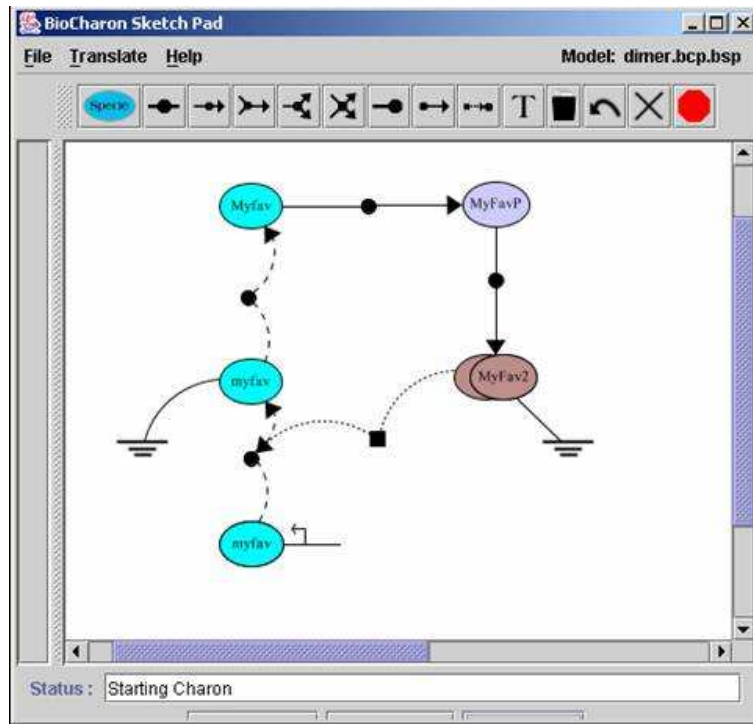 BioCharon Sketch Pad
File Translate Help Model: dimer.bcp.bsp
Specie T
Myfav MyFavP
myfav MyFav2
myfav
Status : Starting Charon